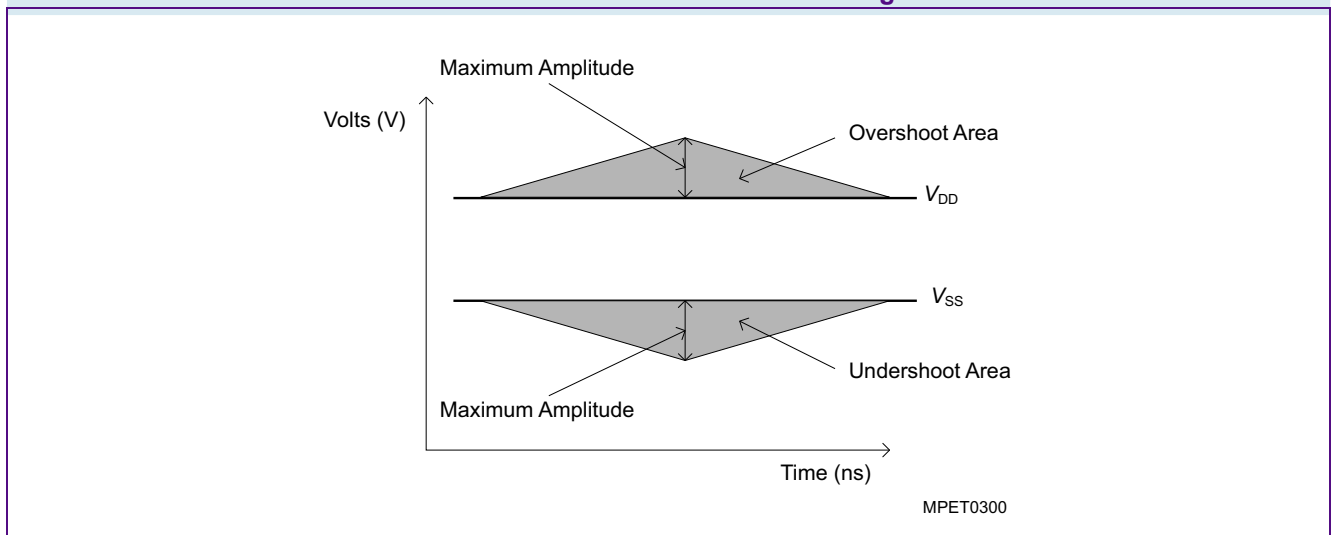 Maximum Amplitude
Volts (V)
Overshoot Area
VDD
VSS
Undershoot Area
Maximum Amplitude
Time (ns)
MPET0300